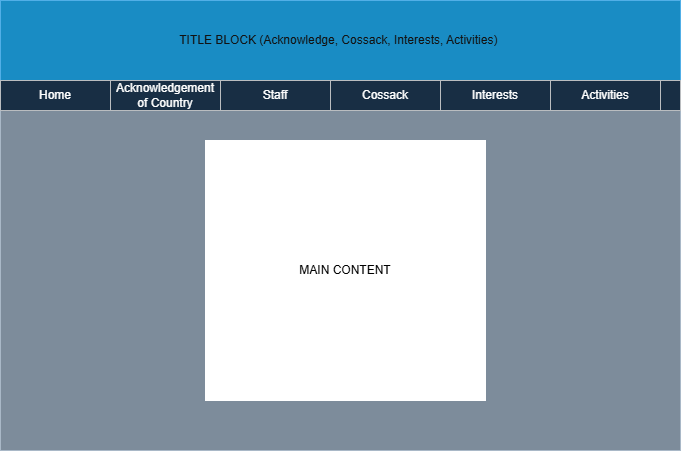 TITLE BLOCK (Acknowledge, Cossack, Interests, Activities)
Home
Acknowledgement
of Country
Staff
Cossack
Interests
Activities
MAIN CONTENT